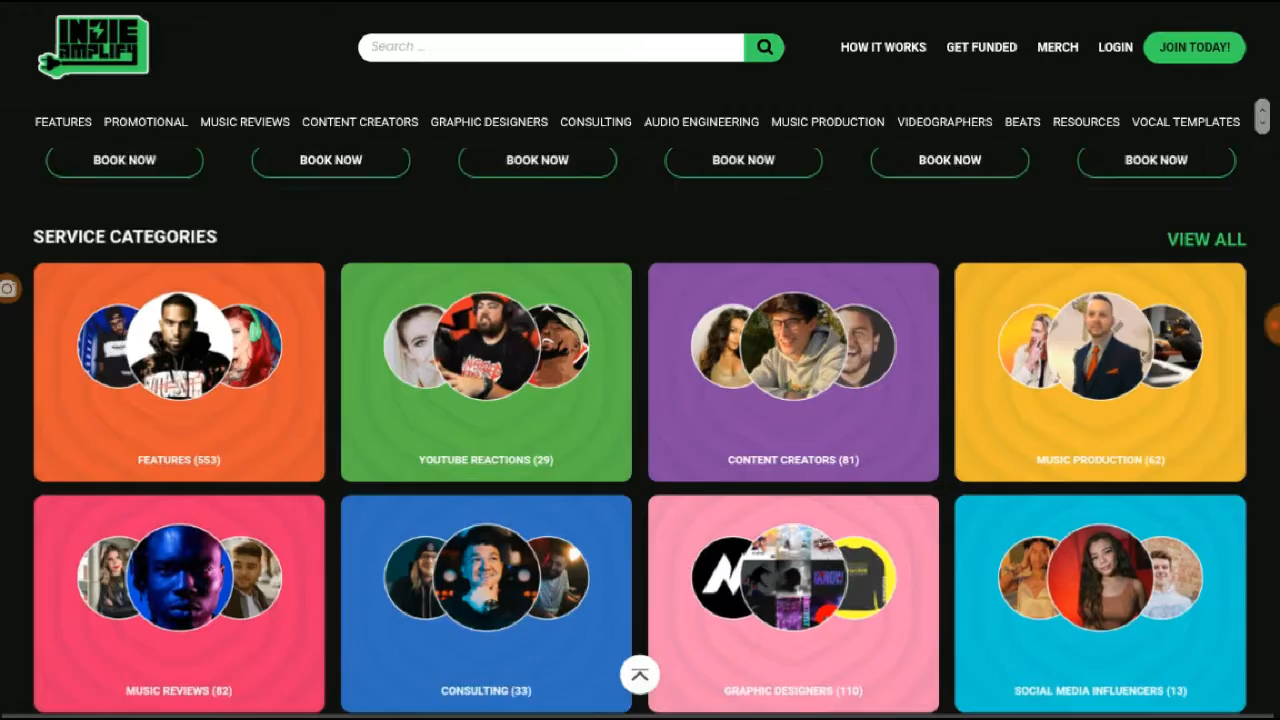 INDIE
AMPLIFY
Search ...
HOW IT WORKS GET FUNDED MERCH LOGIN JOIN TODAY!
FEATURES PROMOTIONAL MUSIC REVIEWS CONTENT CREATORS GRAPHIC DESIGNERS CONSULTING AUDIO ENGINEERING MUSIC PRODUCTION VIDEOGRAPHERS BEATS RESOURCES VOCAL TEMPLATES
BOOK NOW BOOK NOW BOOK NOW BOOK NOW BOOK NOW BOOK NOW
SERVICE CATEGORIES VIEW ALL
FEATURES (553) YOUTUBE REACTIONS (29) CONTENT CREATORS (81) MUSIC PRODUCTION (62)
MUSIC REVIEWS (82) CONSULTING (33) GRAPHIC DESIGNERS (110) SOCIAL MEDIA INFLUENCERS (13)